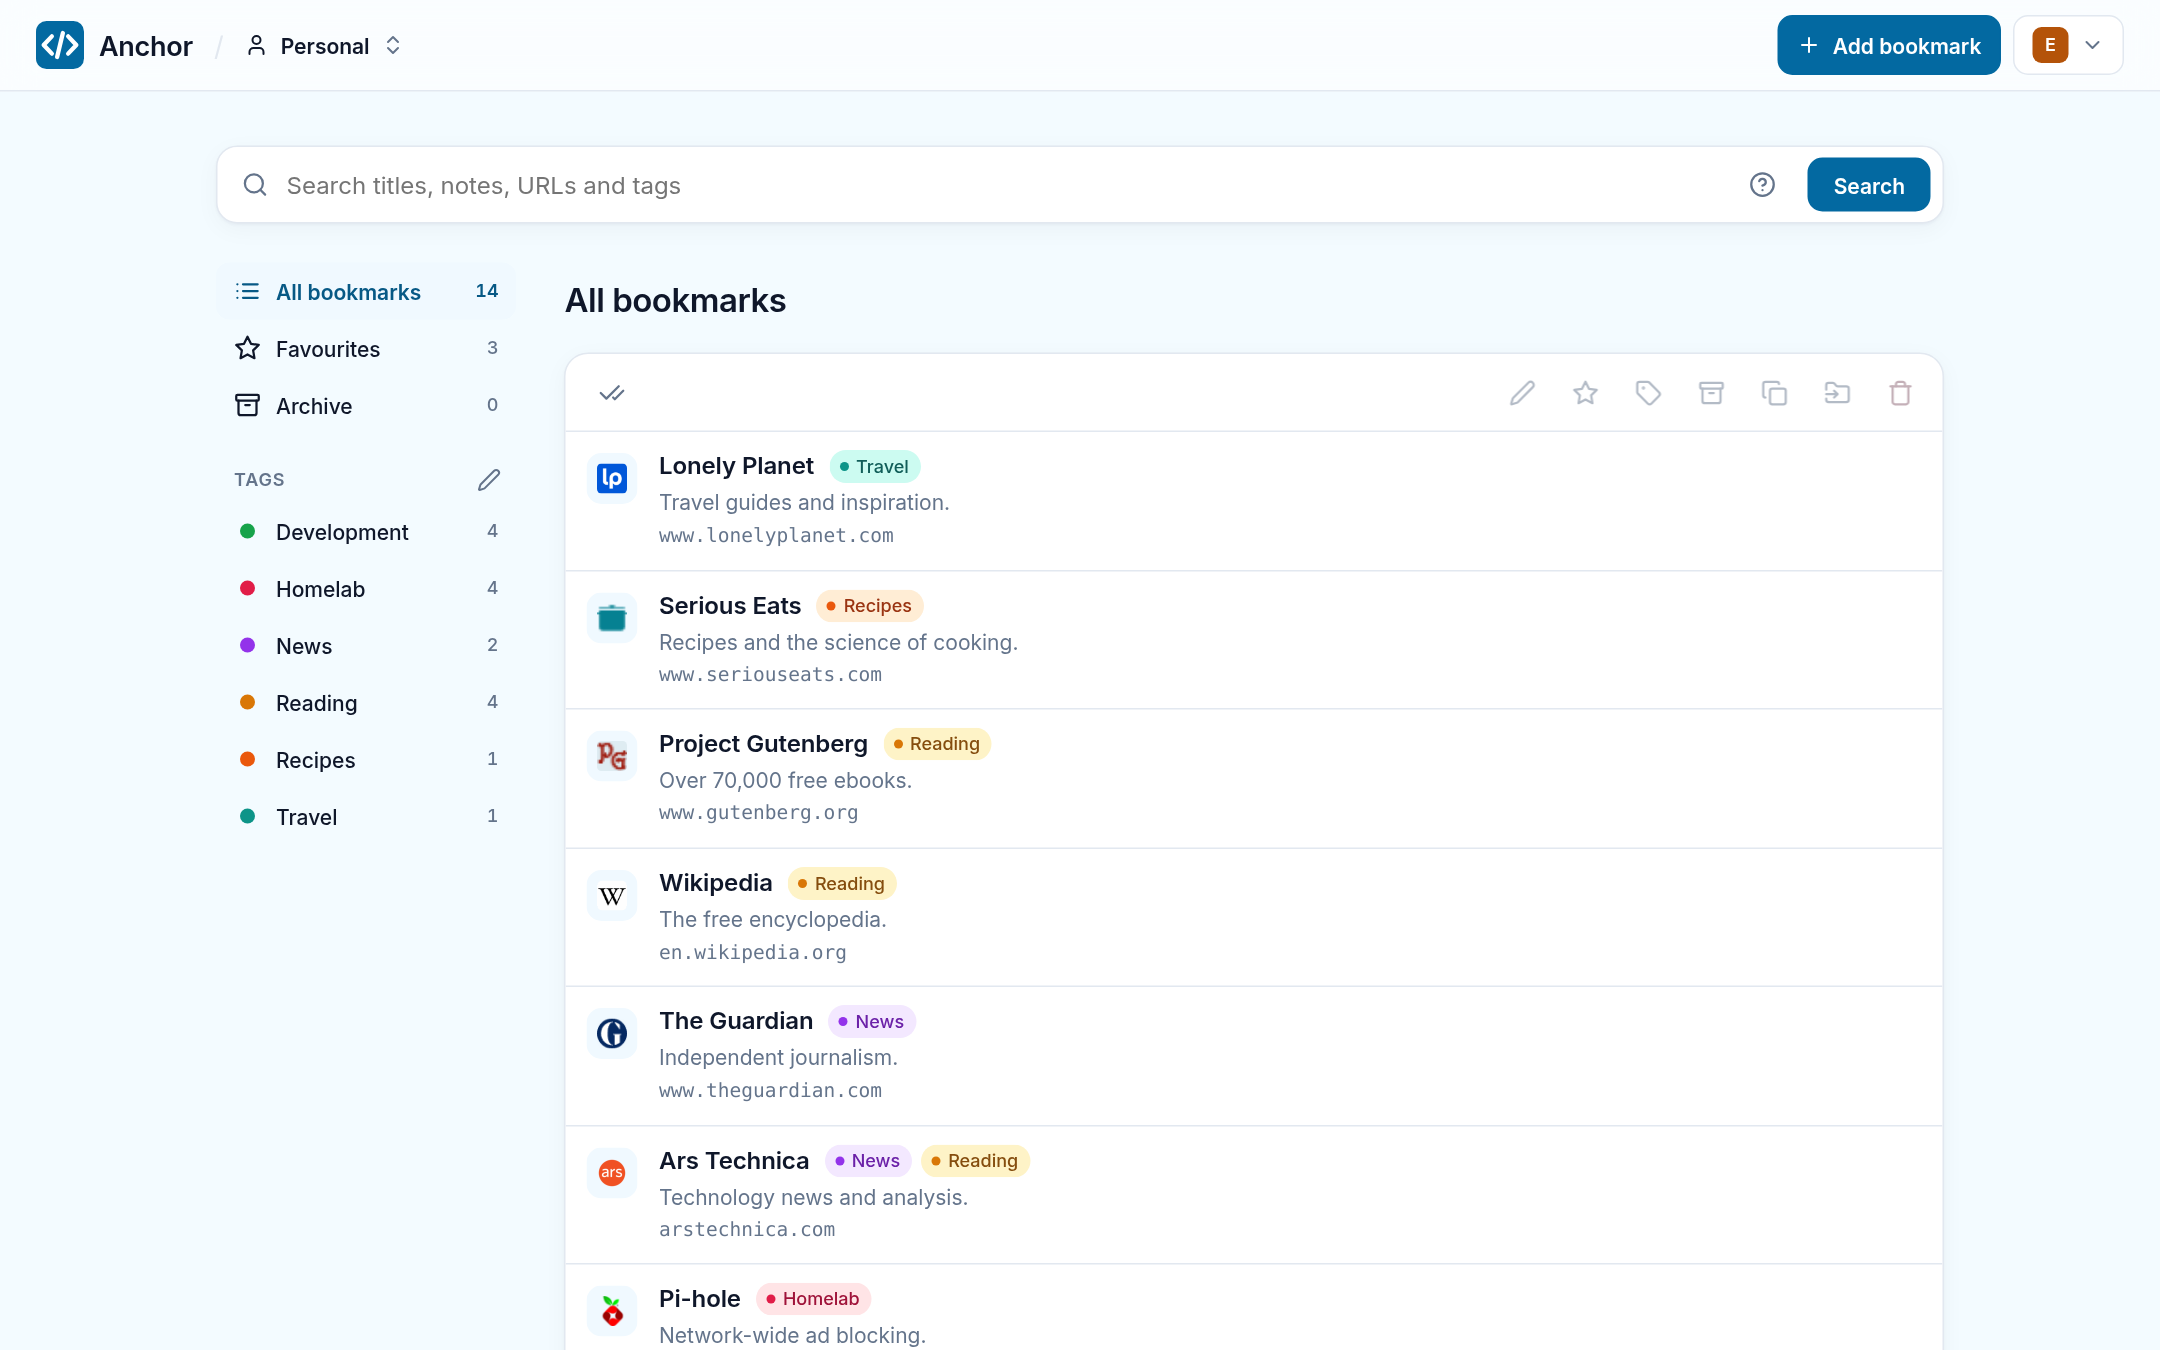 Anchor / Personal
Add bookmark
E
Search titles, notes, URLs and tags
Search
All bookmarks 14
Favourites 3
Archive 0
TAGS
Development 4
Homelab 4
News 2
Reading 4
Recipes 1
Travel 1
All bookmarks
lp
Lonely Planet Travel
Travel guides and inspiration.
www.lonelyplanet.com
Serious Eats Recipes
Recipes and the science of cooking.
www.seriouseats.com
PG
Project Gutenberg Reading
Over 70,000 free ebooks.
www.gutenberg.org
W
Wikipedia Reading
The free encyclopedia.
en.wikipedia.org
G
The Guardian News
Independent journalism.
www.theguardian.com
ars
Ars Technica News Reading
Technology news and analysis.
arstechnica.com
Pi-hole Homelab
Network-wide ad blocking.